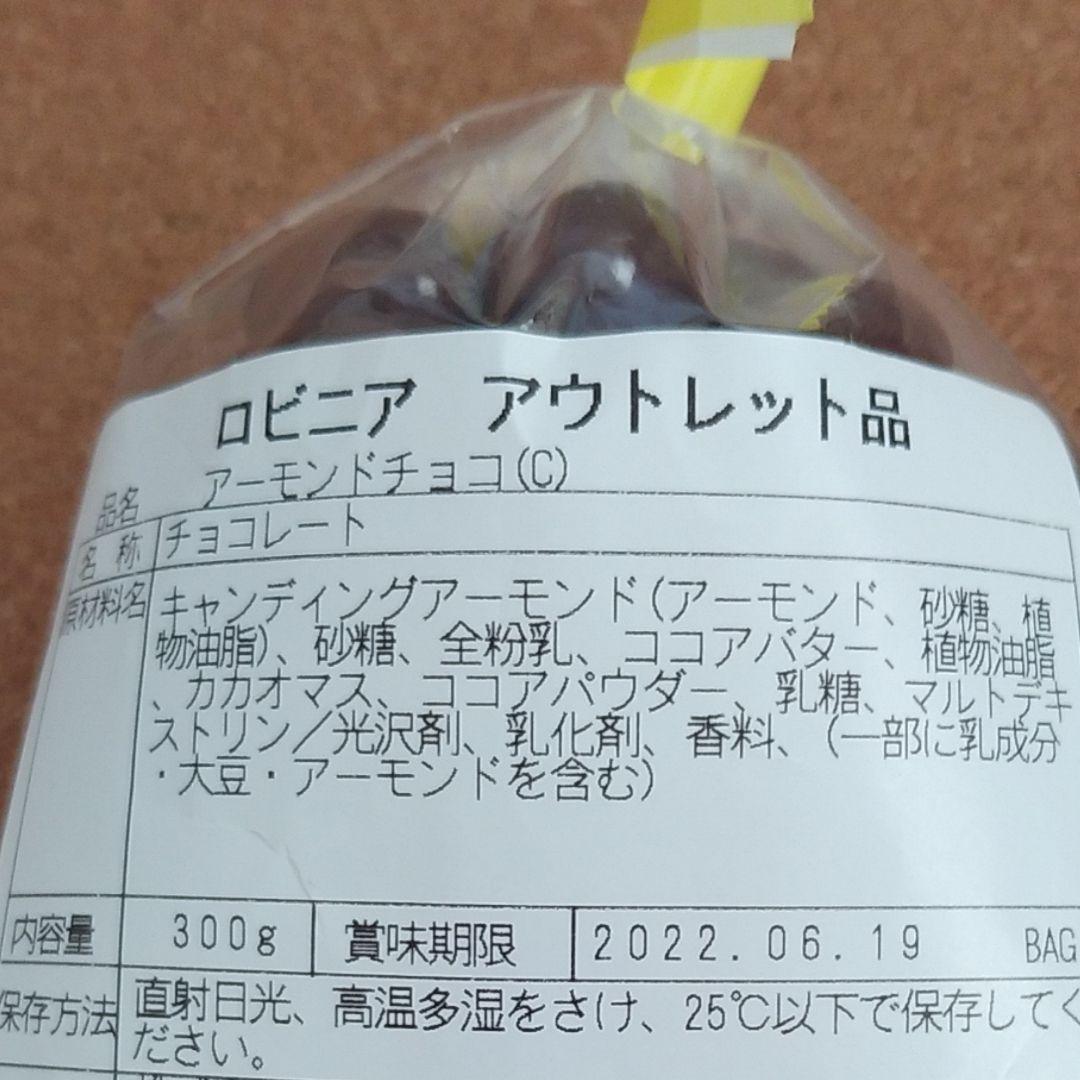 ロビニア　アウトレット品
品名　アーモンドチョコ(C)
名 称　チョコレート
原材料名　キャンディングアーモンド(アーモンド、砂糖、植
物油脂)、砂糖、全粉乳、ココアバター、植物油脂
、カカオマス、ココアパウダー、乳糖、マルトデキ
ストリン/光沢剤、乳化剤、香料、(一部に乳成分
・大豆・アーモンドを含む)
内容量　300g　賞味期限　2022.06.19　BAG
保存方法　直射日光、高温多湿をさけ、25℃以下で保存してく
ださい。